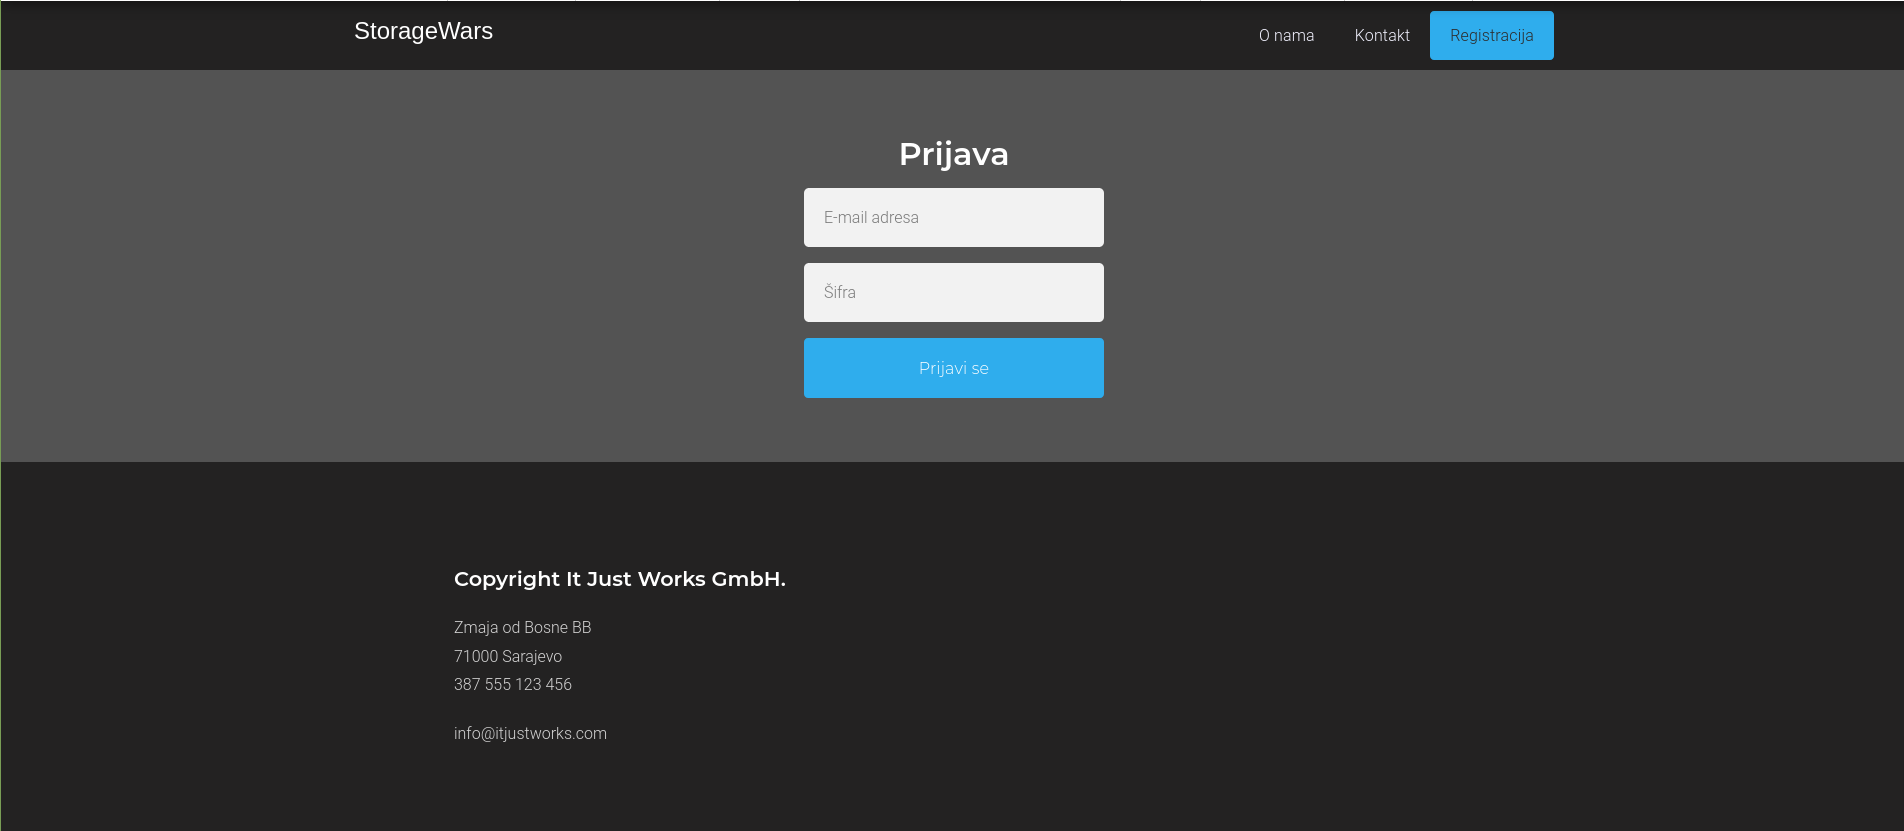 StorageWars
O nama
Kontakt
Registracija
Prijava
E-mail adresa
Šifra
Prijavi se
Copyright It Just Works GmbH.
Zmaja od Bosne BB
71000 Sarajevo
387 555 123 456
info@itjustworks.com